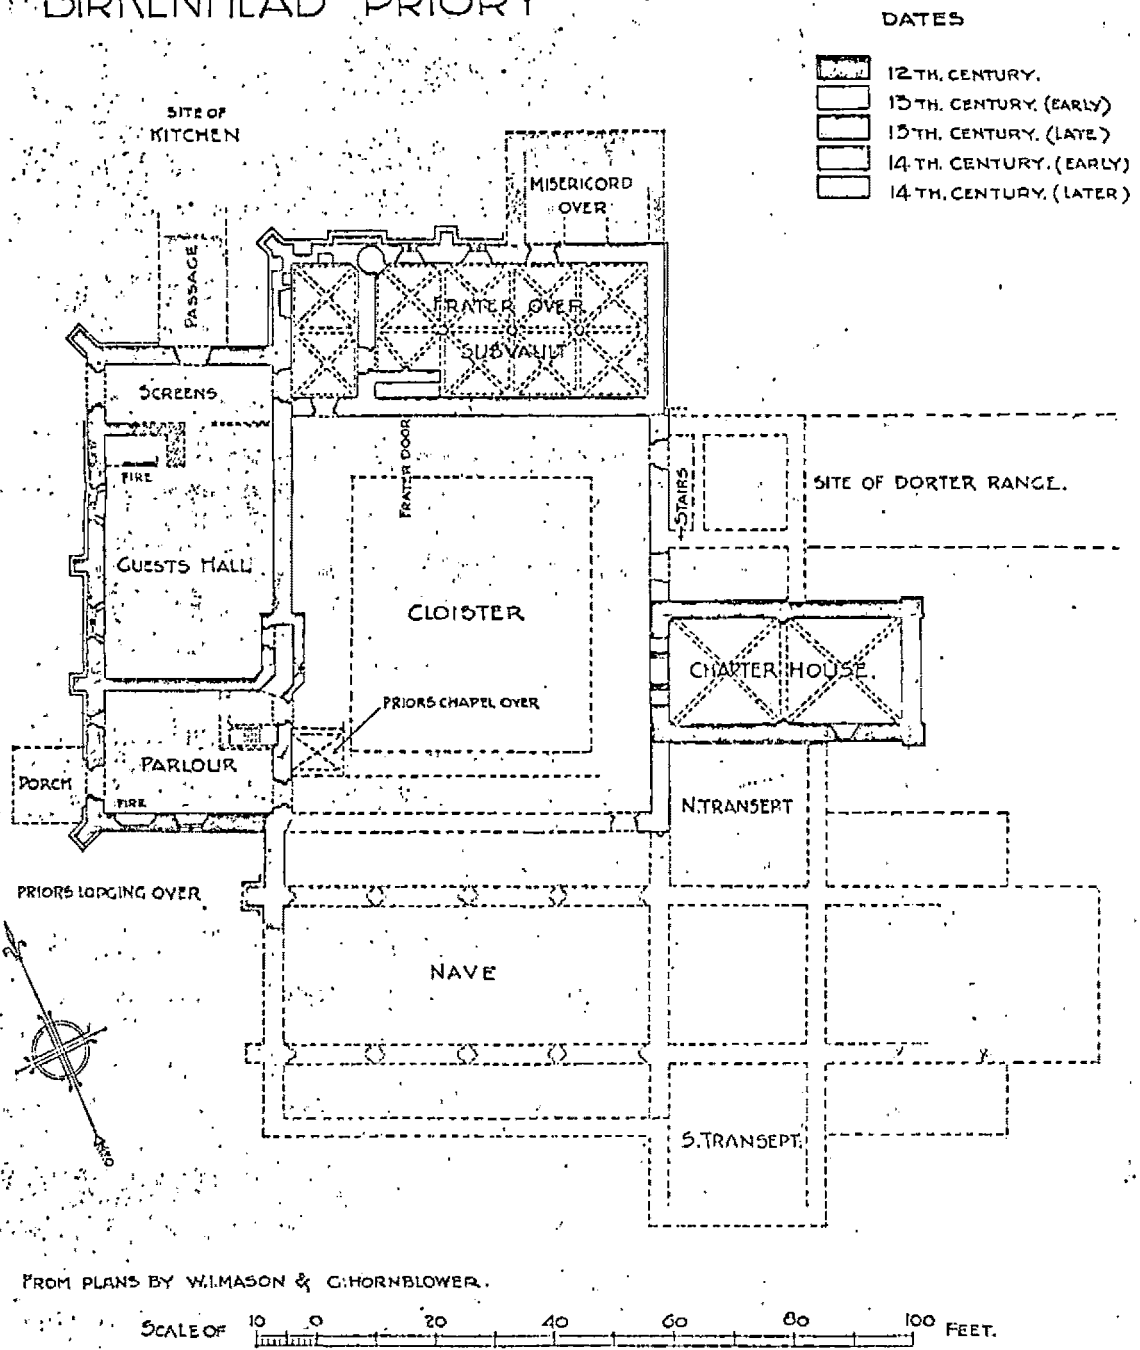 BIRKENHEAD PRIORY
DATES
12TH. CENTURY.
13TH. CENTURY. (EARLY)
13TH. CENTURY. (LATE)
14TH. CENTURY. (EARLY)
14TH. CENTURY. (LATER)
SITE OF
KITCHEN
MISERICORD
OVER
PASSAGE
FRATER OVER
SUBVAULT
SCREENS
FIRE
FRATER DOOR
STAIRS
SITE OF DORTER RANGE.
GUESTS HALL
CLOISTER
CHAPTER HOUSE.
PRIORS CHAPEL OVER
PARLOUR
PORCH
FIRE
N. TRANSEPT
PRIORS LODGING OVER
NAVE
S. TRANSEPT.
FROM PLANS BY W.I. MASON & G. HORNBLOWER.
SCALE OF 10 0 20 40 60 80 100 FEET.